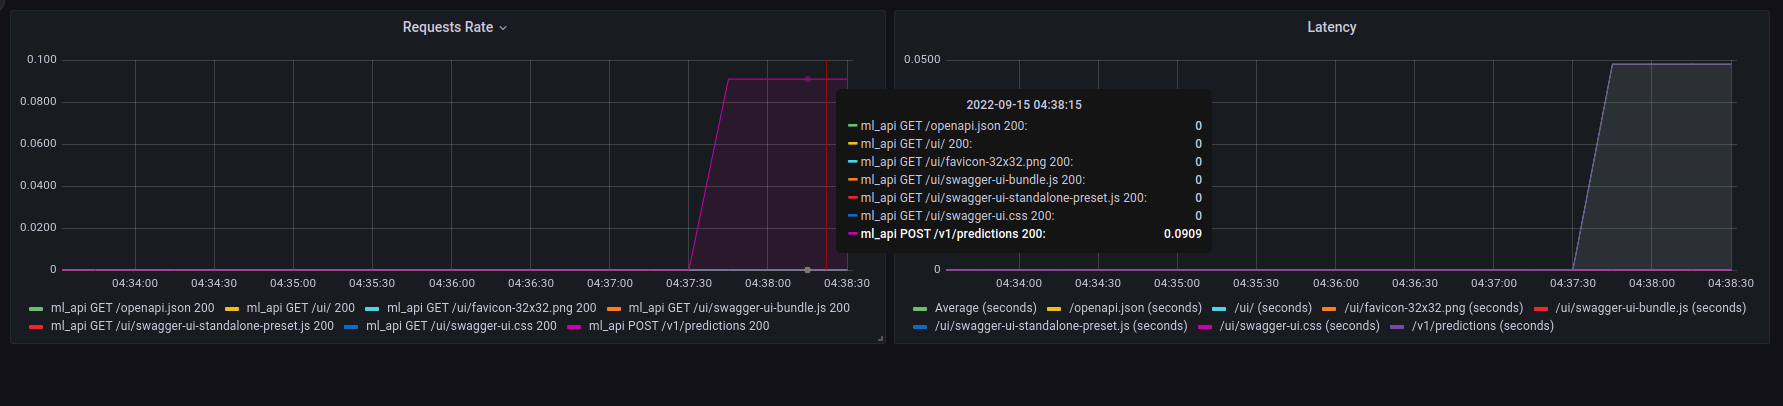 Requests Rate
0.100
0.0800
0.0600
0.0400
0.0200
0
04:34:00 04:34:30 04:35:00 04:35:30 04:36:00 04:36:30 04:37:00 04:37:30 04:38:00 04:38:30
ml_api GET /openapi.json 200 ml_api GET /ui/ 200 ml_api GET /ui/favicon-32x32.png 200 ml_api GET /ui/swagger-ui-bundle.js 200
ml_api GET /ui/swagger-ui-standalone-preset.js 200 ml_api GET /ui/swagger-ui.css 200 ml_api POST /v1/predictions 200
2022-09-15 04:38:15
ml_api GET /openapi.json 200: 0
ml_api GET /ui/ 200: 0
ml_api GET /ui/favicon-32x32.png 200: 0
ml_api GET /ui/swagger-ui-bundle.js 200: 0
ml_api GET /ui/swagger-ui-standalone-preset.js 200: 0
ml_api GET /ui/swagger-ui.css 200: 0
ml_api POST /v1/predictions 200: 0.0909
Latency
0.0500
0
04:34:00 04:34:30 04:35:00 04:35:30 04:36:00 04:36:30 04:37:00 04:37:30 04:38:00 04:38:30
Average (seconds) /openapi.json (seconds) /ui/ (seconds) /ui/favicon-32x32.png (seconds) /ui/swagger-ui-bundle.js (seconds)
/ui/swagger-ui-standalone-preset.js (seconds) /ui/swagger-ui.css (seconds) /v1/predictions (seconds)